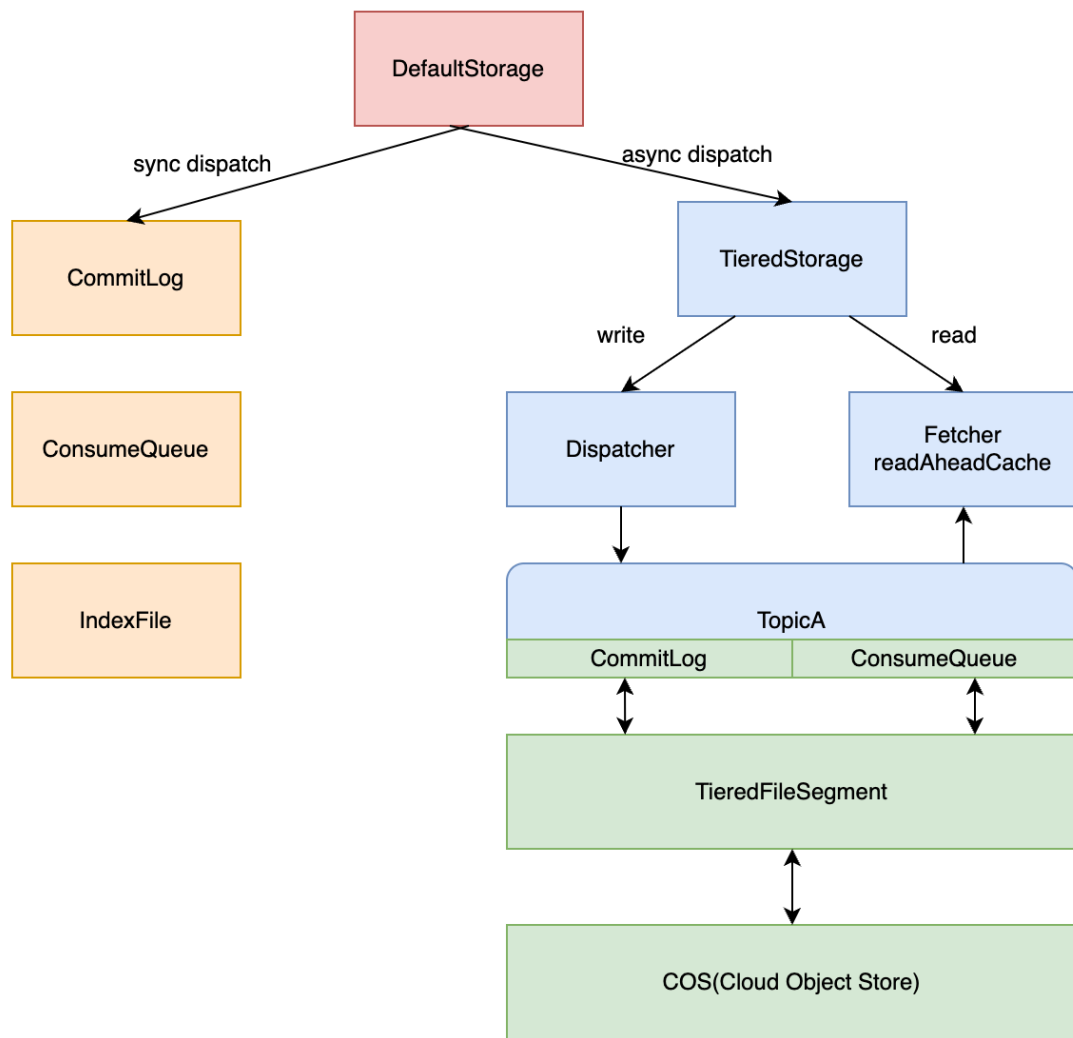 DefaultStorage
sync dispatch
async dispatch
CommitLog
TieredStorage
write
read
ConsumeQueue
Dispatcher
Fetcher
readAheadCache
IndexFile
TopicA
CommitLog
ConsumeQueue
TieredFileSegment
COS(Cloud Object Store)